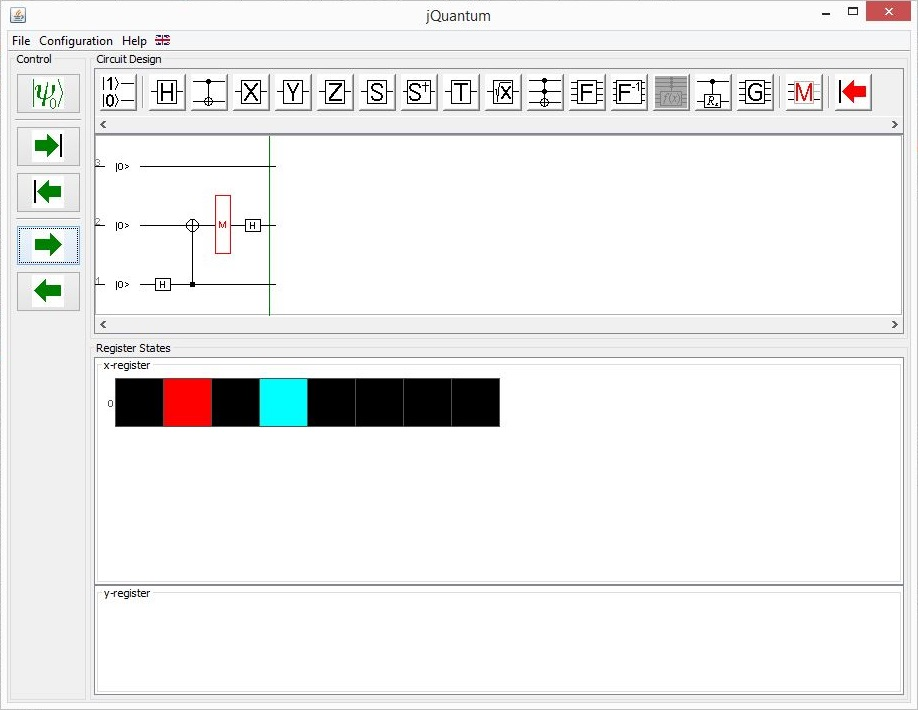 jQuantum
File Configuration Help
Control
Circuit Design
|ψ₀⟩
|1⟩
|0⟩
H X Y Z S S† T √X F F⁻¹ f(x) Rₖ G M
3 |0>
2 |0> M H
1 |0> H
Register States
x-register
0
y-register